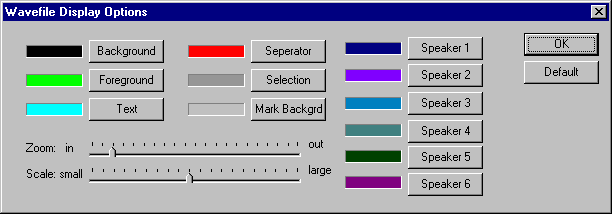 Wavefile Display Options
Background
Foreground
Text
Seperator
Selection
Mark Backgrd
Speaker 1
Speaker 2
Speaker 3
Speaker 4
Speaker 5
Speaker 6
OK
Default
Zoom: in out
Scale: small large